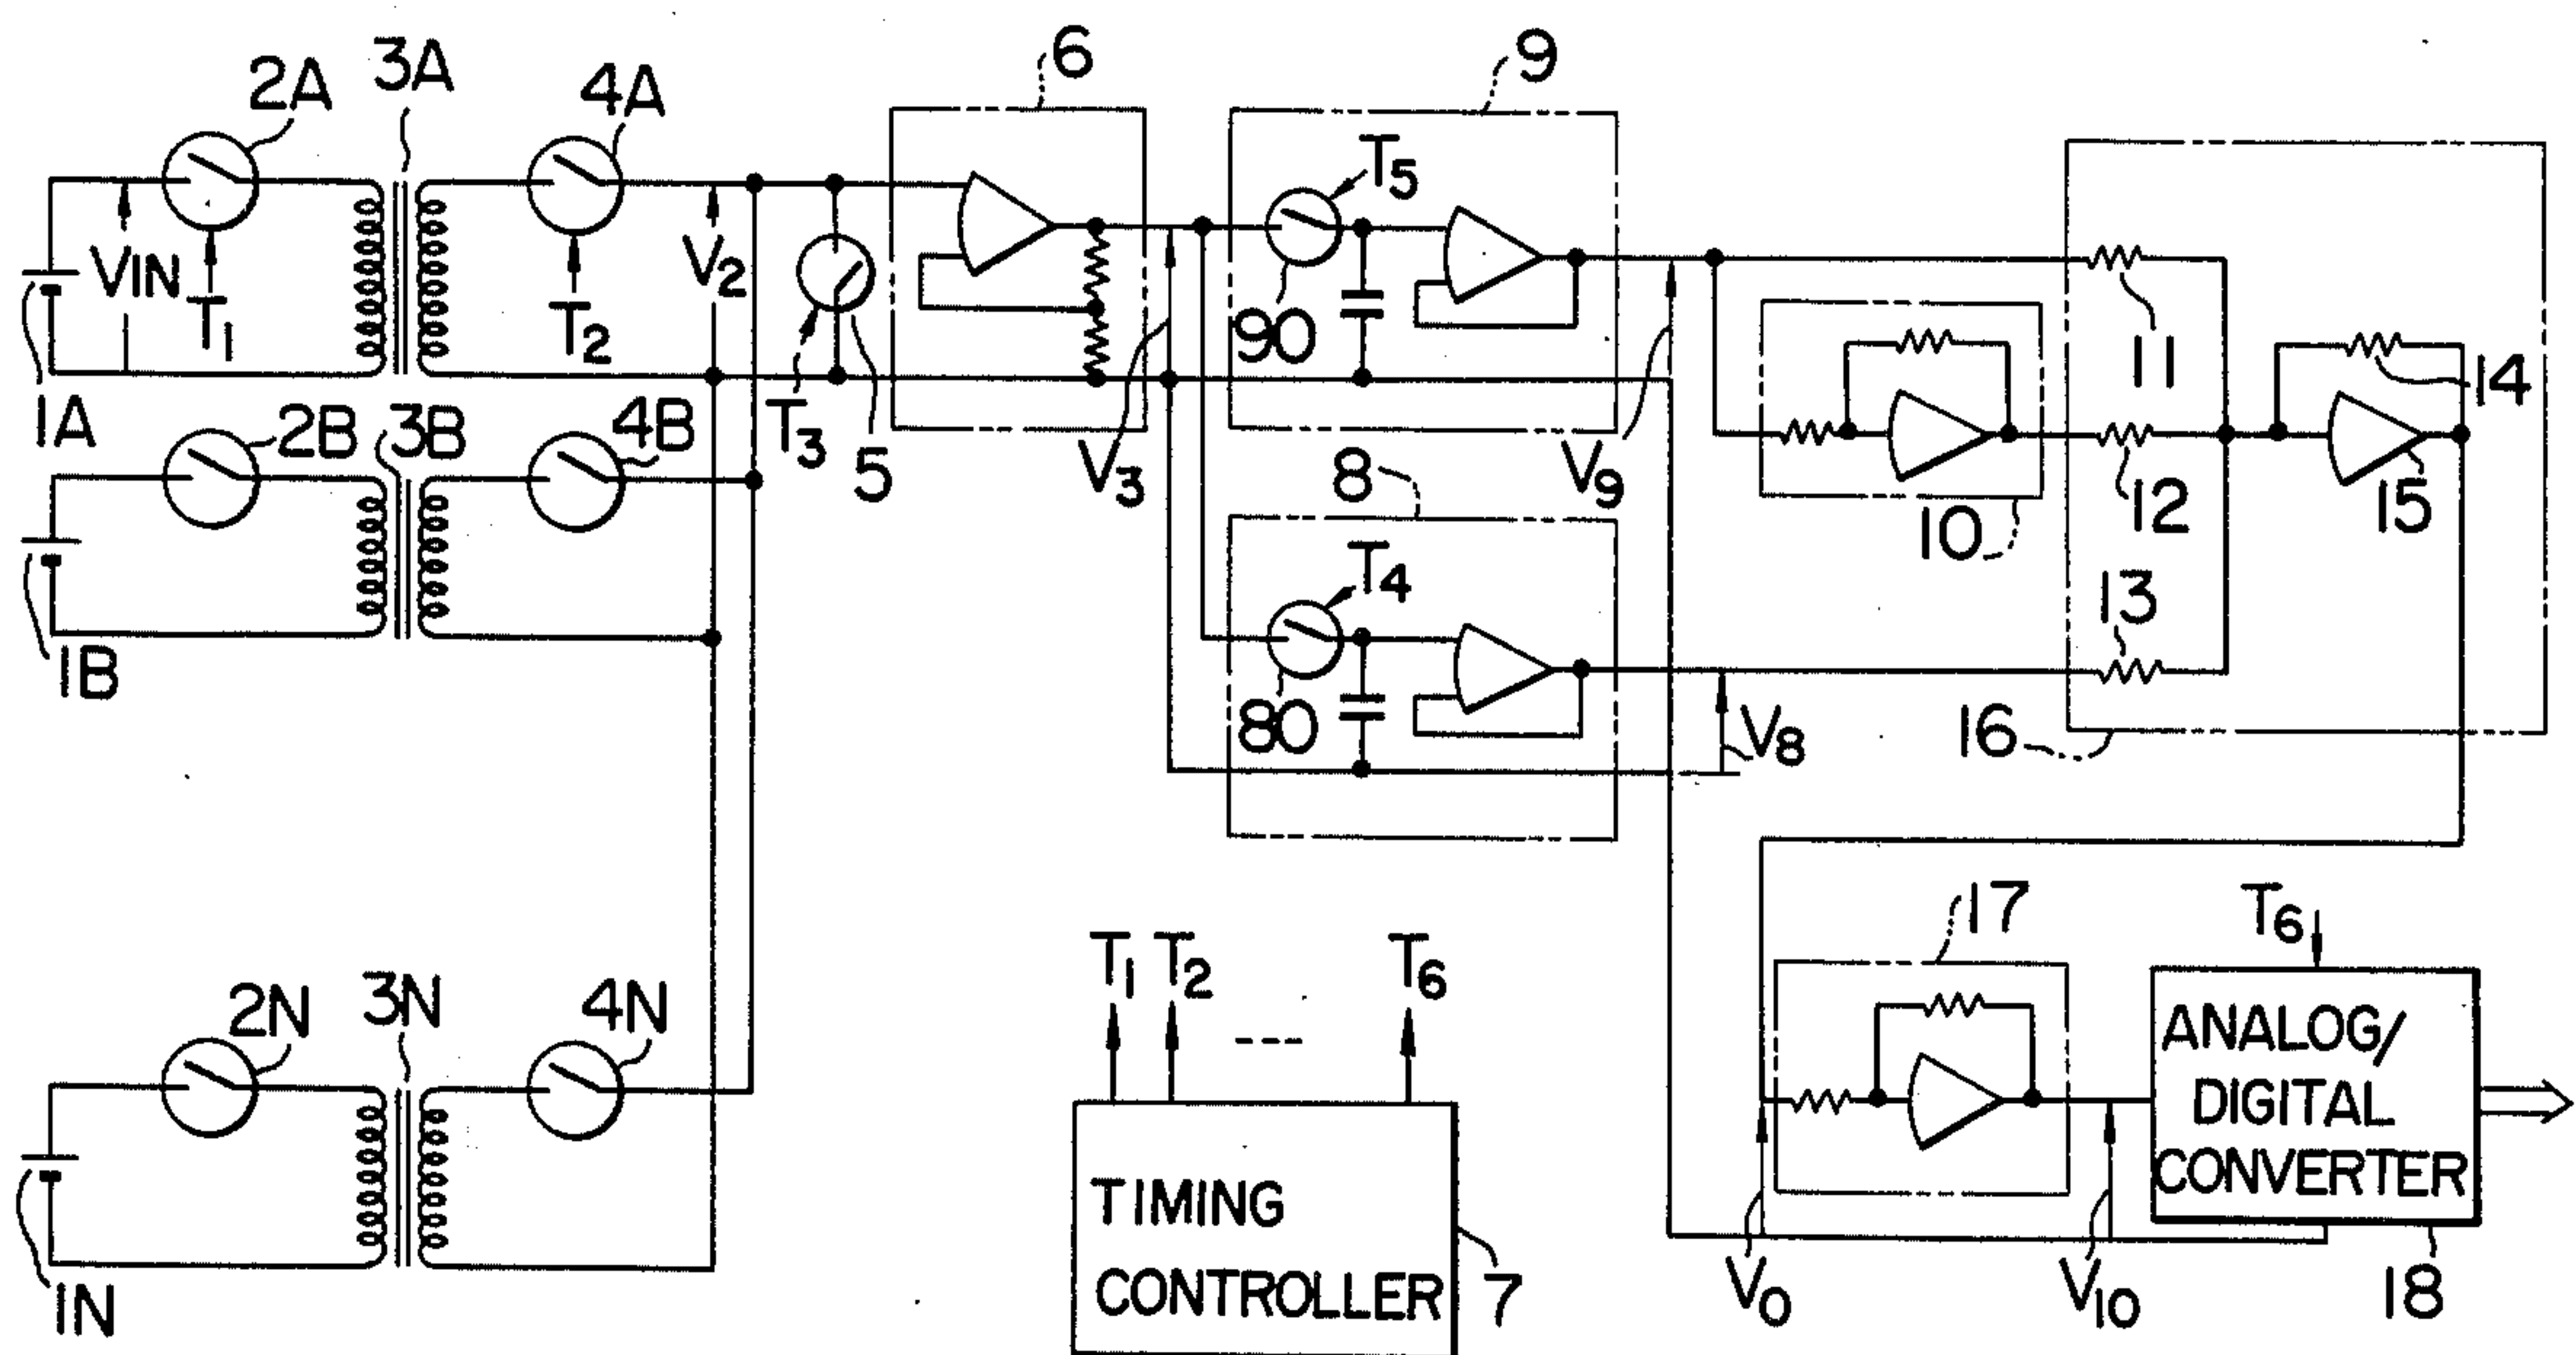 2A
3A
4A
6
9
VIN
T1
T2
V2
T3
5
V3
T5
90
V9
11
14
1A
2B
3B
4B
8
10
12
15
T4
13
80
V8
16
1B
17
T6
T1
T2
---
T6
2N
3N
4N
ANALOG/
DIGITAL
CONVERTER
TIMING
CONTROLLER
7
V0
V10
18
1N